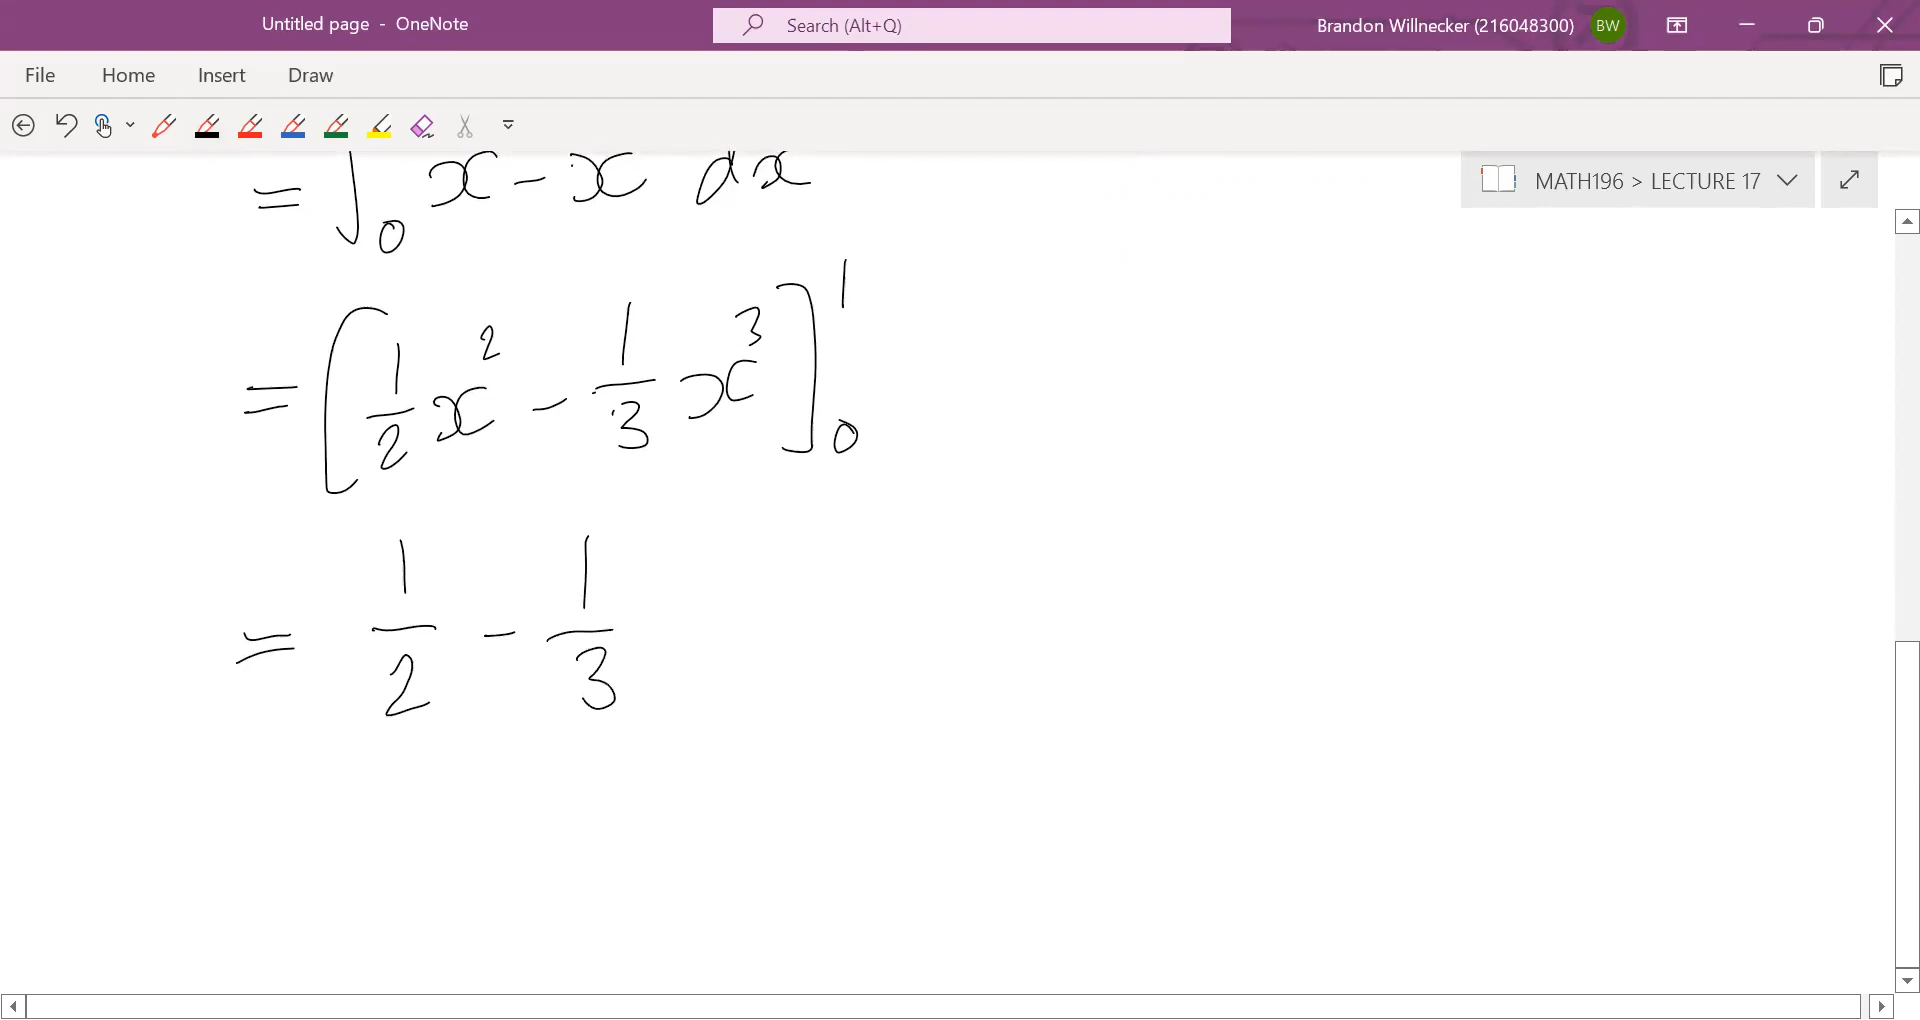 Untitled page - OneNote
Search (Alt+Q)
Brandon Willnecker (216048300) BW
File Home Insert Draw
MATH196 > LECTURE 17
= ∫₀ x - x dx
= [ 1/2 x² - 1/3 x³ ]₀¹
= 1/2 - 1/3